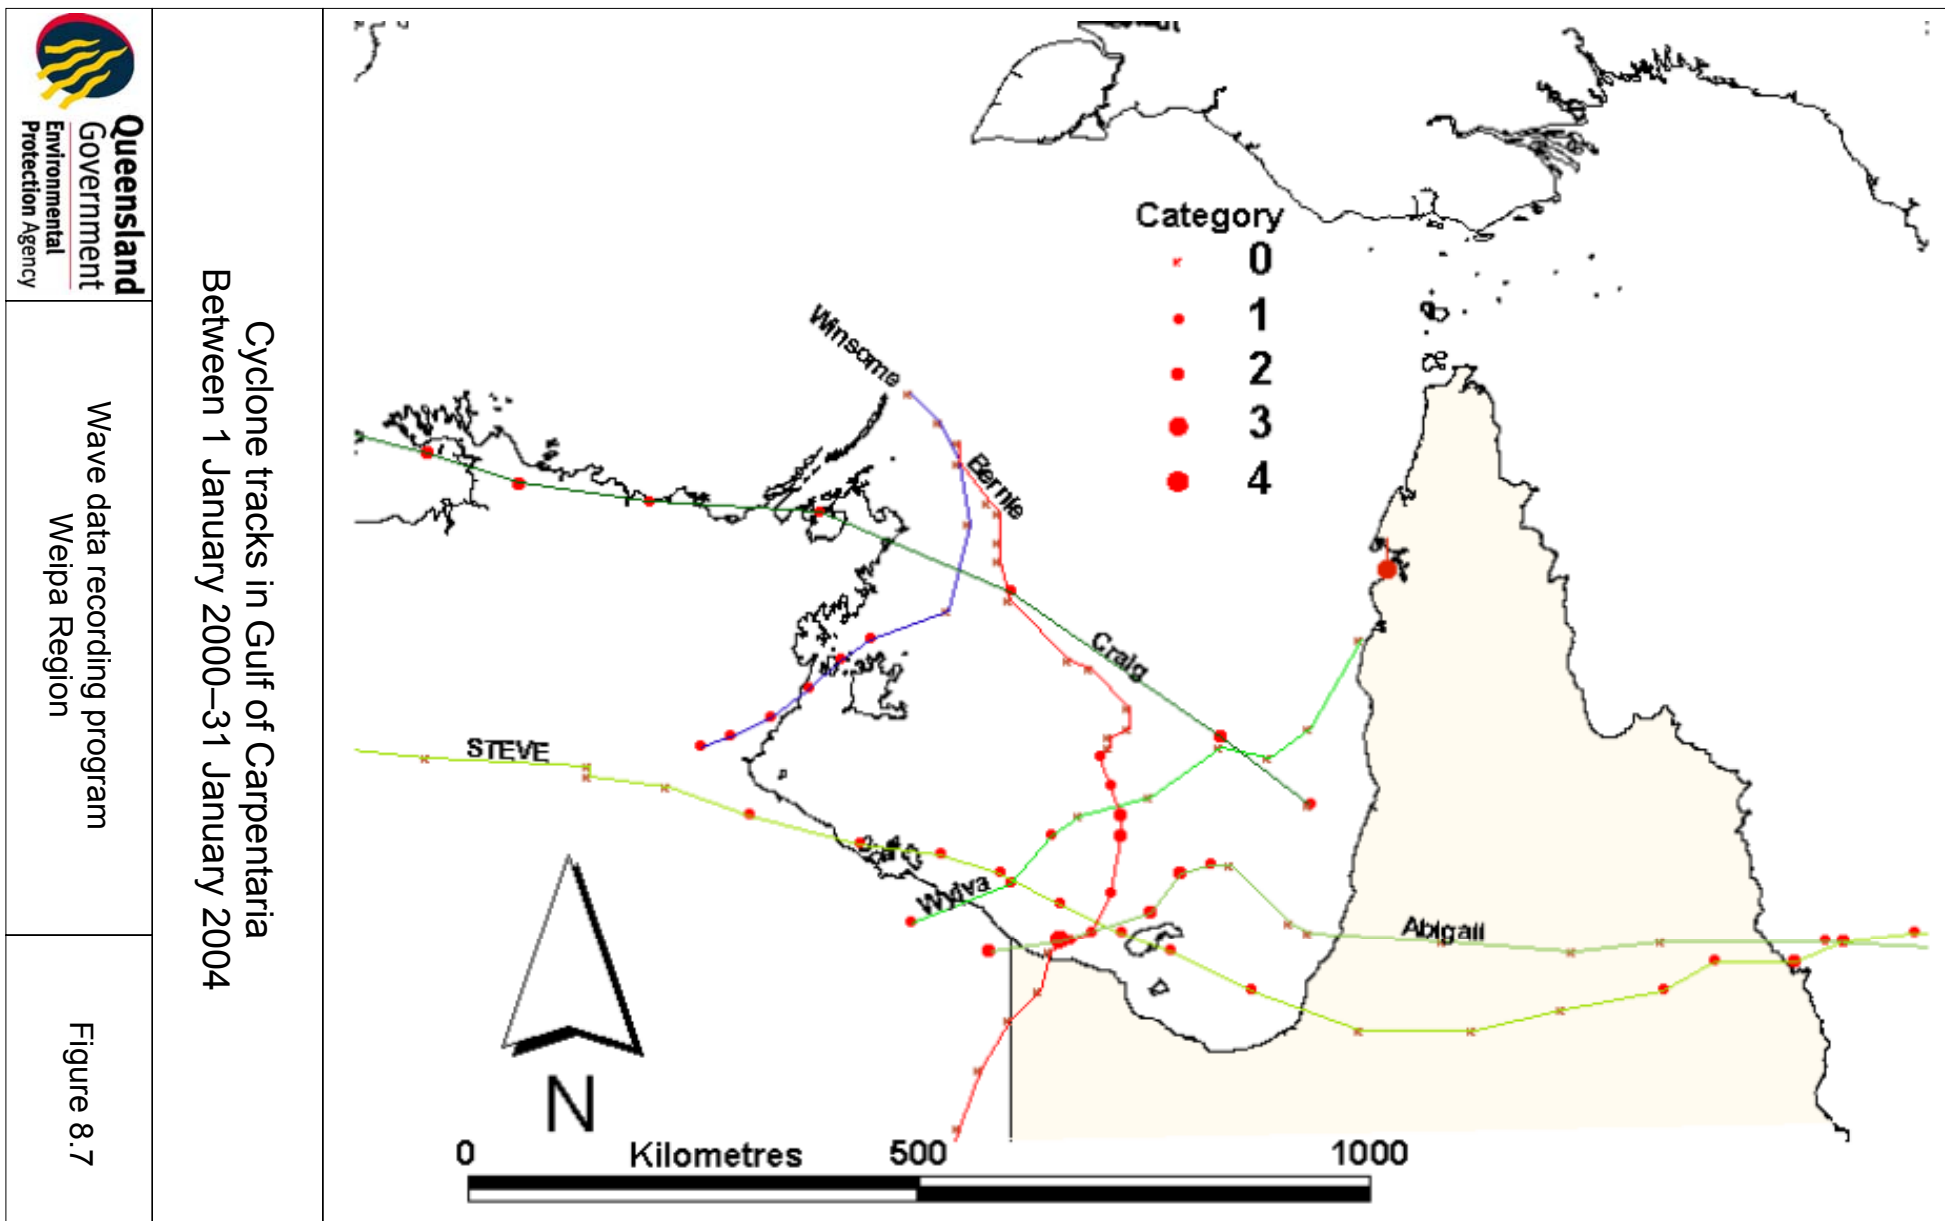 Queensland
Government
Environmental
Protection Agency
Wave data recording program
Weipa Region
Figure 8.7
Cyclone tracks in Gulf of Carpentaria
Between 1 January 2000–31 January 2004
Category
0
1
2
3
4
Winsome
Bernie
Craig
STEVE
Wylva
Abigail
N
0 Kilometres 500 1000